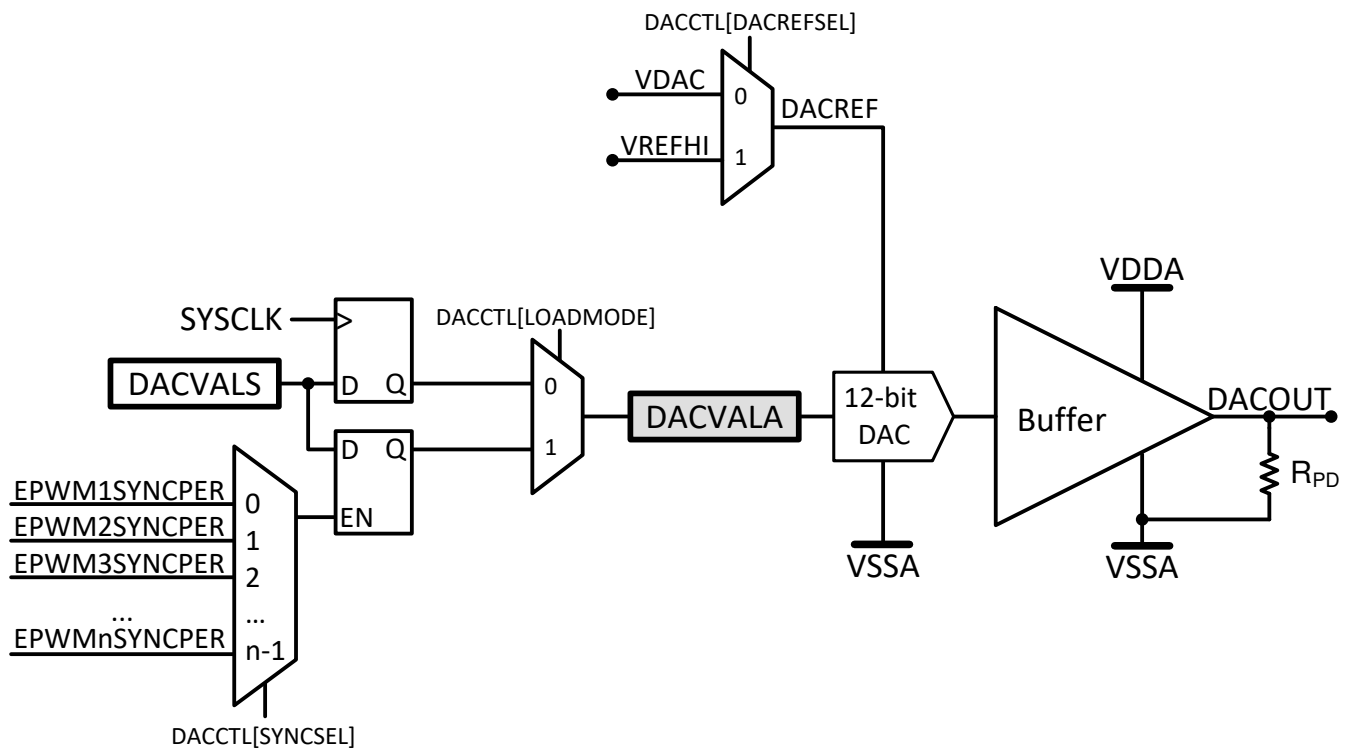 DACCTL[DACREFSEL]
VDAC
0
DACREF
VREFHI
1
VDDA
SYSCLK
>
DACCTL[LOADMODE]
DACVALS
D
Q
0
DACVALA
12-bit
DAC
Buffer
DACOUT
D
Q
1
RPD
EPWM1SYNCPER
0
EN
EPWM2SYNCPER
1
EPWM3SYNCPER
2
VSSA
VSSA
...
...
EPWMnSYNCPER
n-1
DACCTL[SYNCSEL]